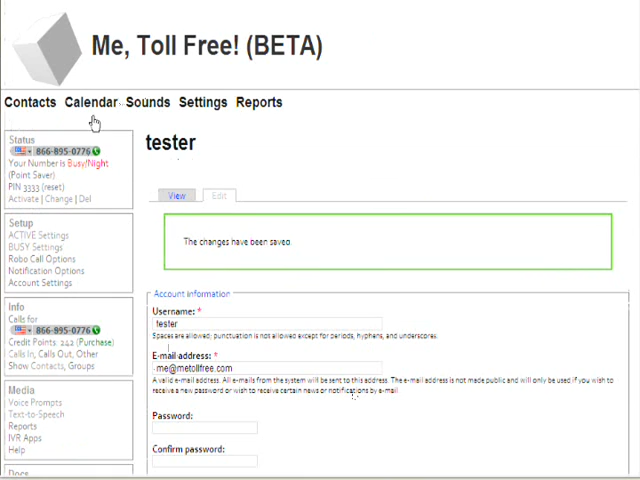 Me, Toll Free! (BETA)
Contacts Calendar Sounds Settings Reports
Status
866-895-0776
Your Number is Busy/Night
(Point Saver)
PIN 3333 (reset)
Activate | Change | Del
Setup
ACTIVE Settings
BUSY Settings
Robo Call Options
Notification Options
Account Settings
Info
Calls for
866-895-0776
Credit Points: 242 (Purchase)
Calls In, Calls Out, Other
Show Contacts, Groups
Media
Voice Prompts
Text-to-Speech
Reports
IVR Apps
Help
Docs
tester
View Edit
The changes have been saved.
Account information
Username: *
tester
Spaces are allowed; punctuation is not allowed except for periods, hyphens, and underscores.
E-mail address: *
me@metollfree.com
A valid e-mail address. All e-mails from the system will be sent to this address. The e-mail address is not made public and will only be used if you wish to
receive a new password or wish to receive certain news or notifications by e-mail.
Password:
Confirm password: